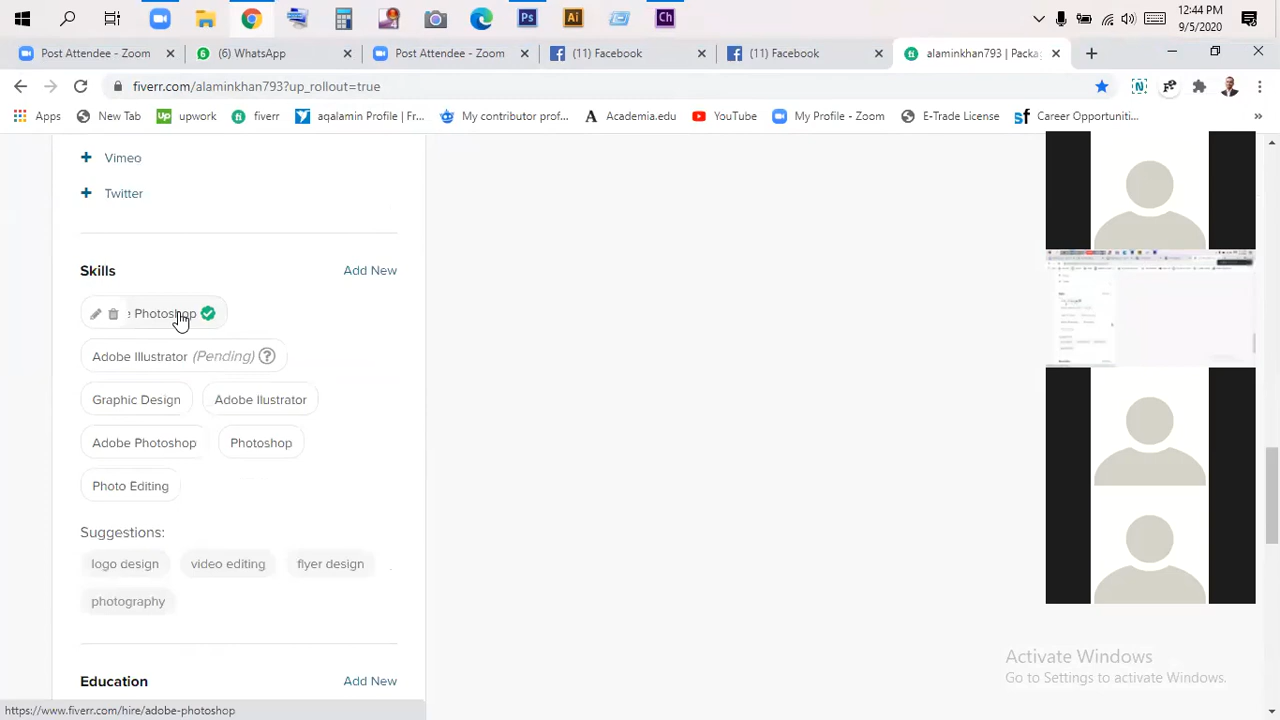 12:44 PM
9/5/2020
Post Attendee - Zoom
(6) WhatsApp
Post Attendee - Zoom
(11) Facebook
(11) Facebook
alaminkhan793 | Packa
fiverr.com/alaminkhan793?up_rollout=true
Apps
New Tab
upwork
fiverr
aqalamin Profile | Fr...
My contributor prof...
Academia.edu
YouTube
My Profile - Zoom
E-Trade License
Career Opportuniti...
Vimeo
Twitter
Skills
Add New
e Photoshop
Adobe Illustrator (Pending)
Graphic Design
Adobe Ilustrator
Adobe Photoshop
Photoshop
Photo Editing
Suggestions:
logo design
video editing
flyer design
photography
Education
Add New
Activate Windows
Go to Settings to activate Windows.
https://www.fiverr.com/hire/adobe-photoshop